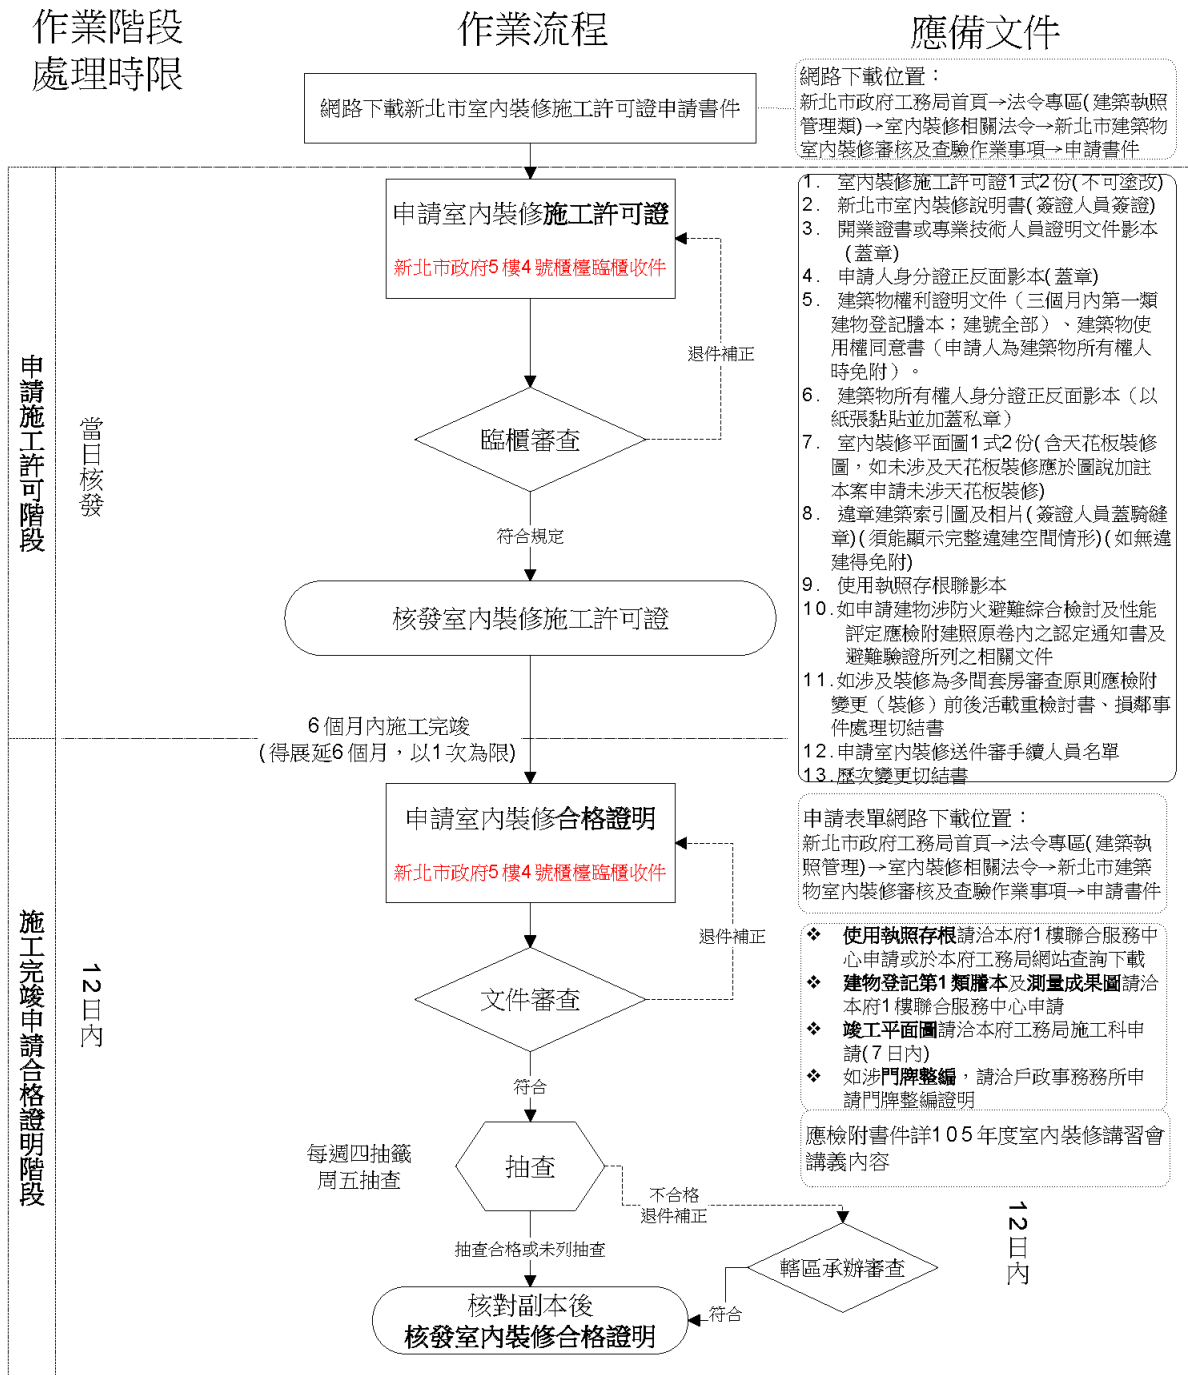 作業階段
處理時限
作業流程
應備文件
網路下載新北市室內裝修施工許可證申請書件
網路下載位置：
新北市政府工務局首頁→法令專區(建築執照
管理類)→室內裝修相關法令→新北市建築物
室內裝修審核及查驗作業事項→申請書件
申請施工許可階段
當日核發
申請室內裝修施工許可證
新北市政府5樓4號櫃檯臨櫃收件
退件補正
臨櫃審查
符合規定
核發室內裝修施工許可證
6個月內施工完竣
(得展延6個月，以1次為限)
1. 室內裝修施工許可證1式2份(不可塗改)
2. 新北市室內裝修說明書(簽證人員簽證)
3. 開業證書或專業技術人員證明文件影本
(蓋章)
4. 申請人身分證正反面影本(蓋章)
5. 建築物權利證明文件（三個月內第一類
建物登記謄本；建號全部）、建築物使
用權同意書（申請人為建築物所有權人
時免附）。
6. 建築物所有權人身分證正反面影本（以
紙張黏貼並加蓋私章）
7. 室內裝修平面圖1式2份(含天花板裝修
圖，如未涉及天花板裝修應於圖說加註
本案申請未涉天花板裝修)
8. 違章建築索引圖及相片(簽證人員蓋騎縫
章)(須能顯示完整違建空間情形)(如無違
建得免附)
9. 使用執照存根聯影本
10.如申請建物涉防火避難綜合檢討及性能
評定應檢附建照原卷內之認定通知書及
避難驗證所列之相關文件
11.如涉及裝修為多間套房審查原則應檢附
變更（裝修）前後活載重檢討書、損鄰事
件處理切結書
12.申請室內裝修送件審手續人員名單
13.歷次變更切結書
施工完竣申請合格證明階段
12日內
申請室內裝修合格證明
新北市政府5樓4號櫃檯臨櫃收件
退件補正
文件審查
符合
每週四抽籤
周五抽查
抽查
不合格
退件補正
抽查合格或未列抽查
轄區承辦審查
符合
12日內
核對副本後
核發室內裝修合格證明
申請表單網路下載位置：
新北市政府工務局首頁→法令專區(建築執
照管理)→室內裝修相關法令→新北市建築
物室內裝修審核及查驗作業事項→申請書件
❖ 使用執照存根請洽本府1樓聯合服務中
心申請或於本府工務局網站查詢下載
❖ 建物登記第1類謄本及測量成果圖請洽
本府1樓聯合服務中心申請
❖ 竣工平面圖請洽本府工務局施工科申
請(7日內)
❖ 如涉門牌整編，請洽戶政事務務所申
請門牌整編證明
應檢附書件詳105年度室內裝修講習會
講義內容